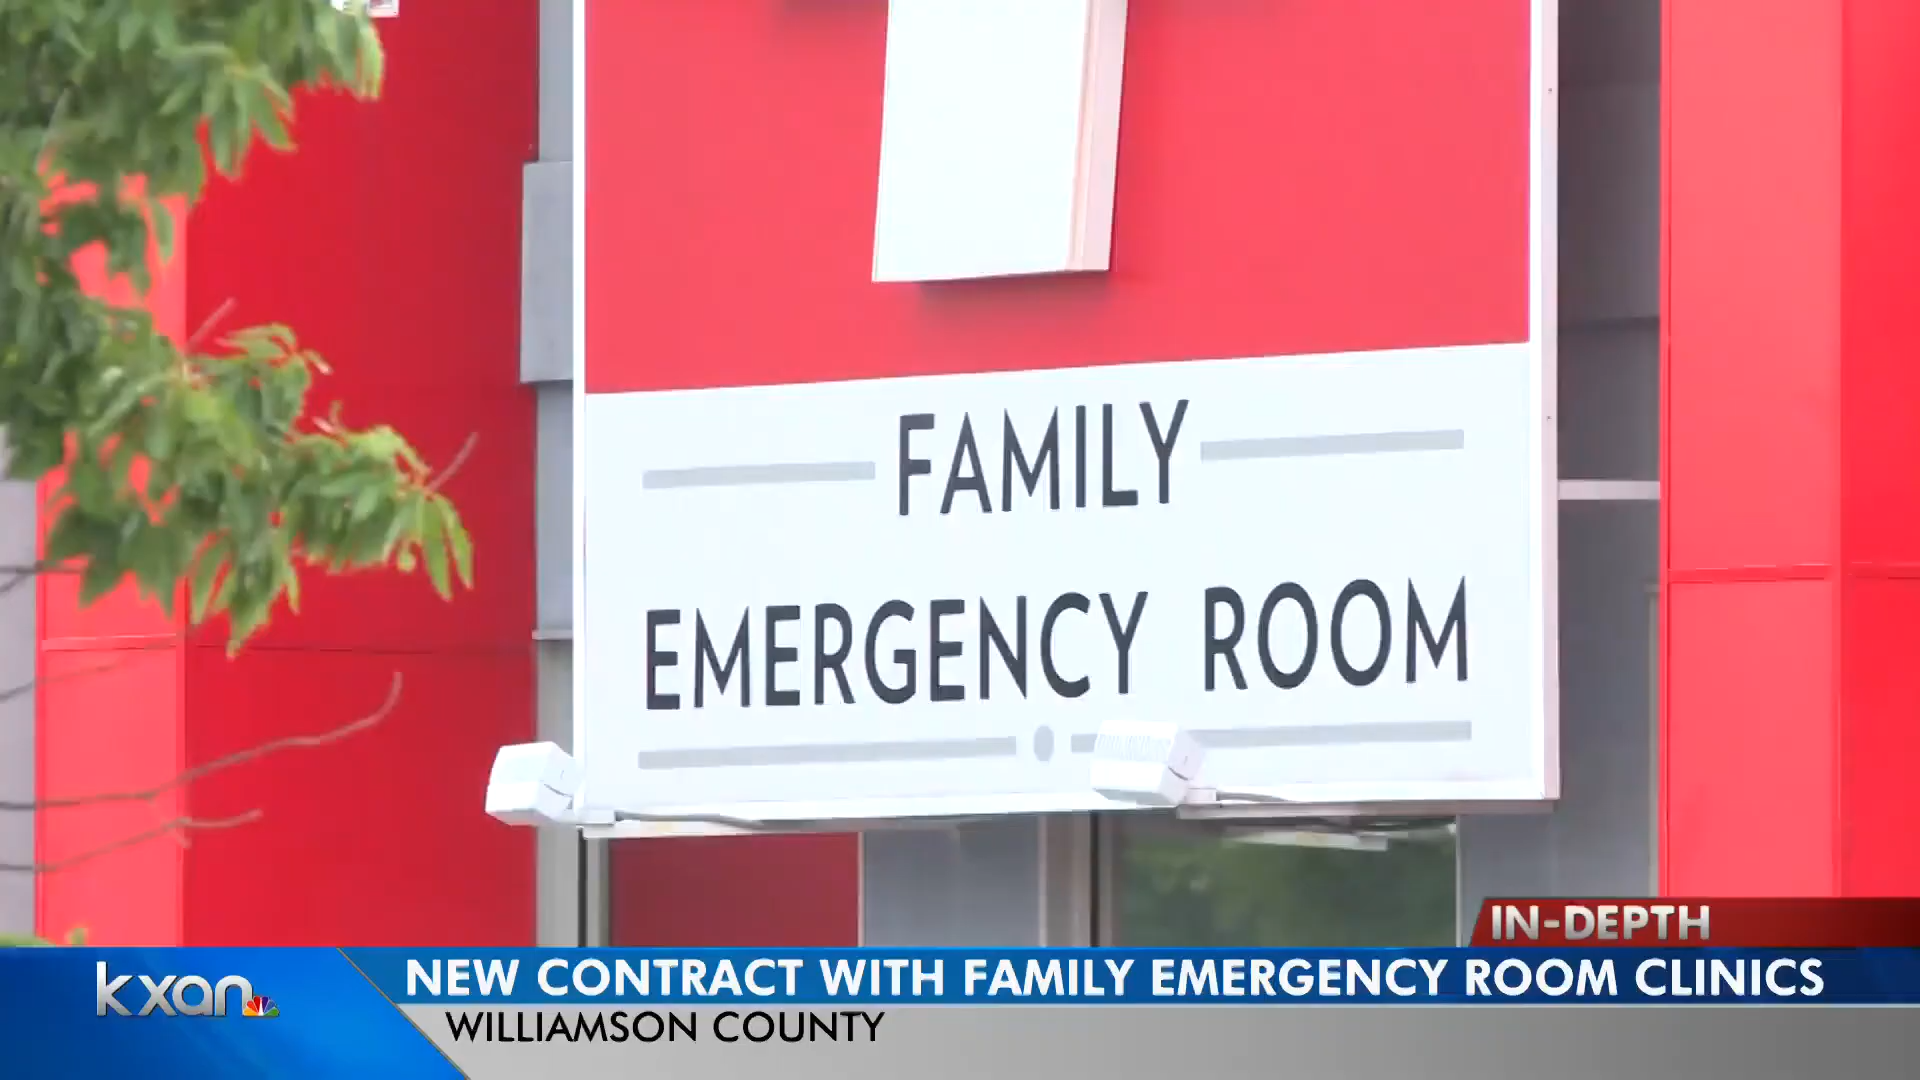 FAMILY
EMERGENCY ROOM
IN-DEPTH
kxan
NEW CONTRACT WITH FAMILY EMERGENCY ROOM CLINICS
WILLIAMSON COUNTY